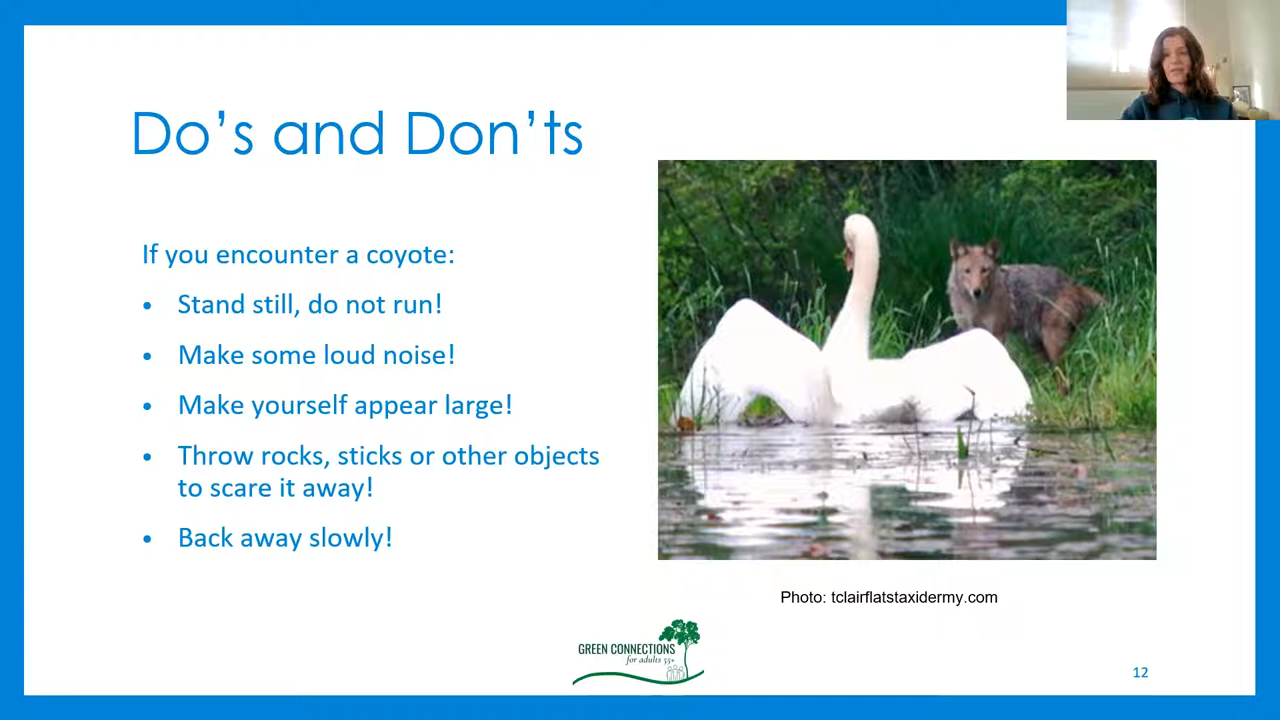 Do's and Don'ts
If you encounter a coyote:
• Stand still, do not run!
• Make some loud noise!
• Make yourself appear large!
• Throw rocks, sticks or other objects
to scare it away!
• Back away slowly!
Photo: tclairflatstaxidermy.com
GREEN CONNECTIONS
for adults 55+
12